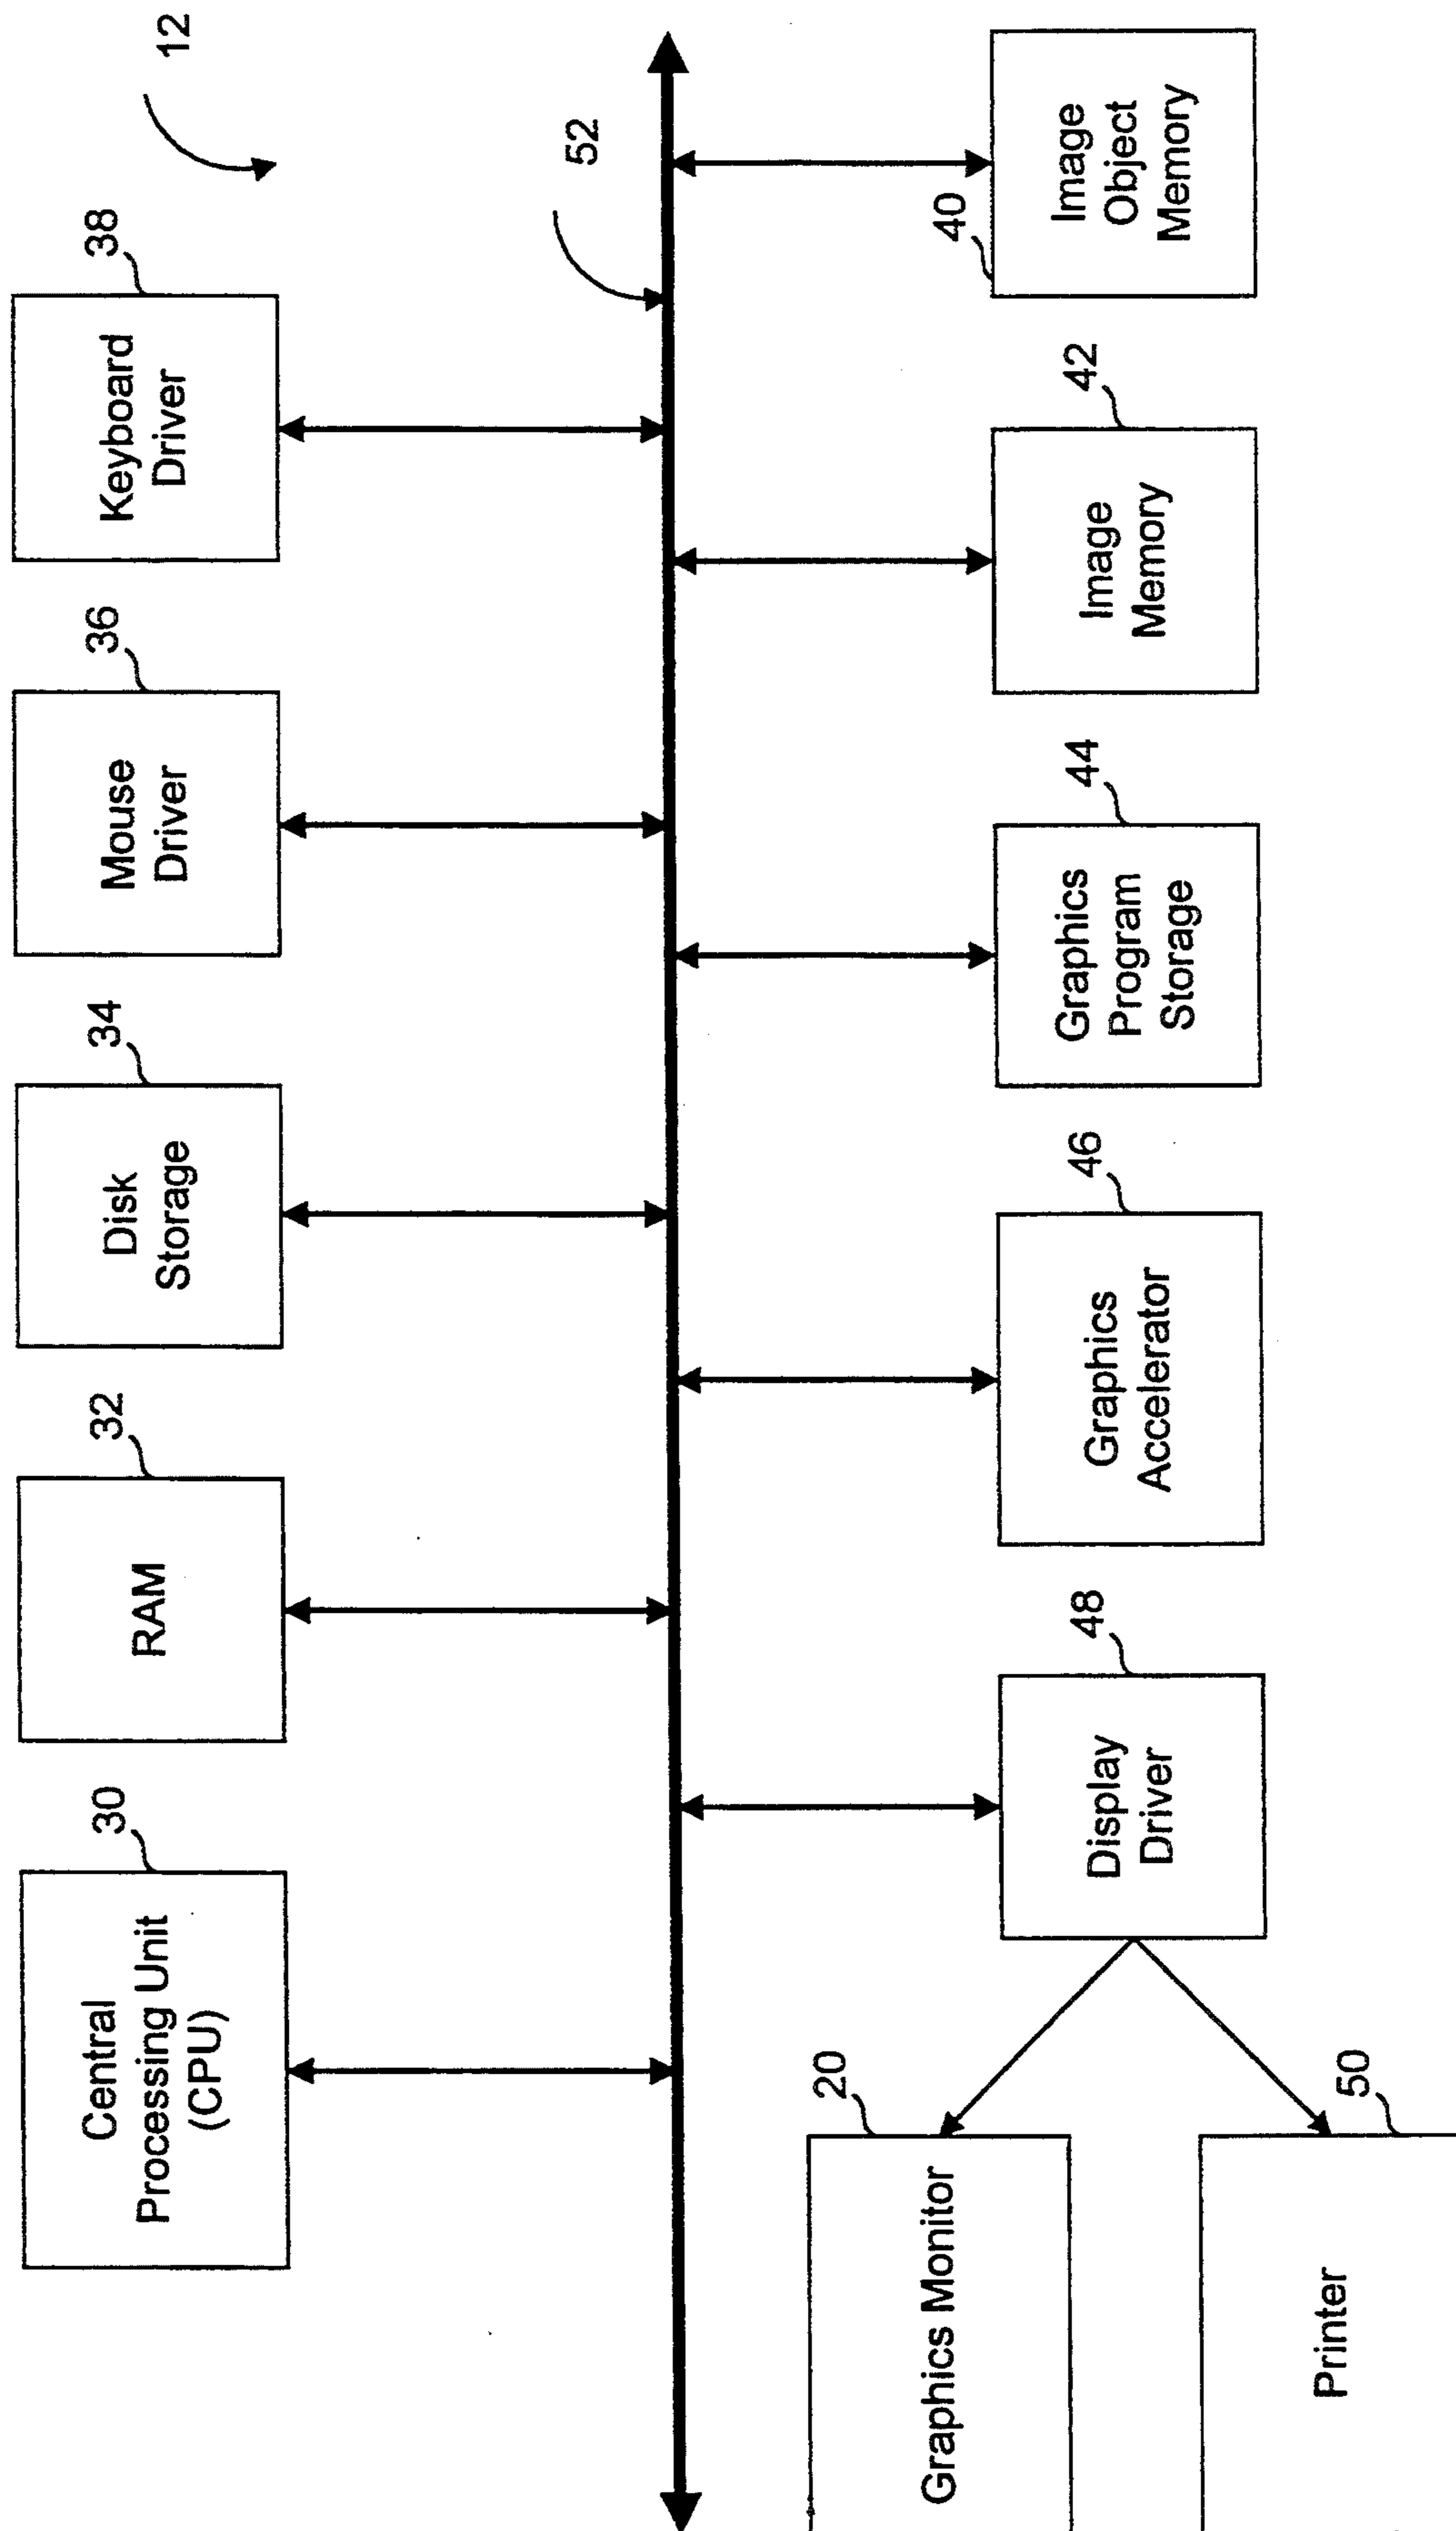 12
30
Central
Processing Unit
(CPU)
32
RAM
34
Disk
Storage
36
Mouse
Driver
38
Keyboard
Driver
52
20
Graphics Monitor
50
Printer
48
Display
Driver
46
Graphics
Accelerator
44
Graphics
Program
Storage
42
Image
Memory
40
Image
Object
Memory